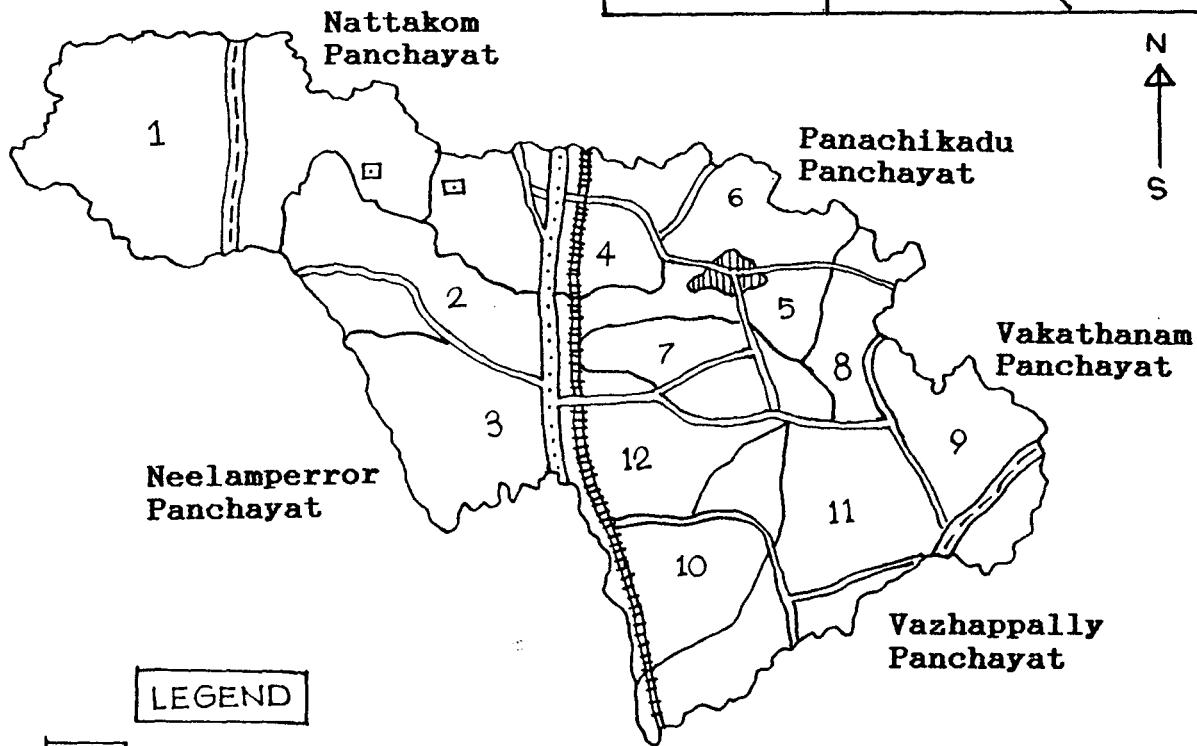 Nattakom
Panchayat
N
S
1
Panachikadu
Panchayat
6
4
2
5
Vakathanam
Panchayat
7
8
3
9
Neelamperror
Panchayat
12
11
10
Vazhappally
Panchayat
LEGEND